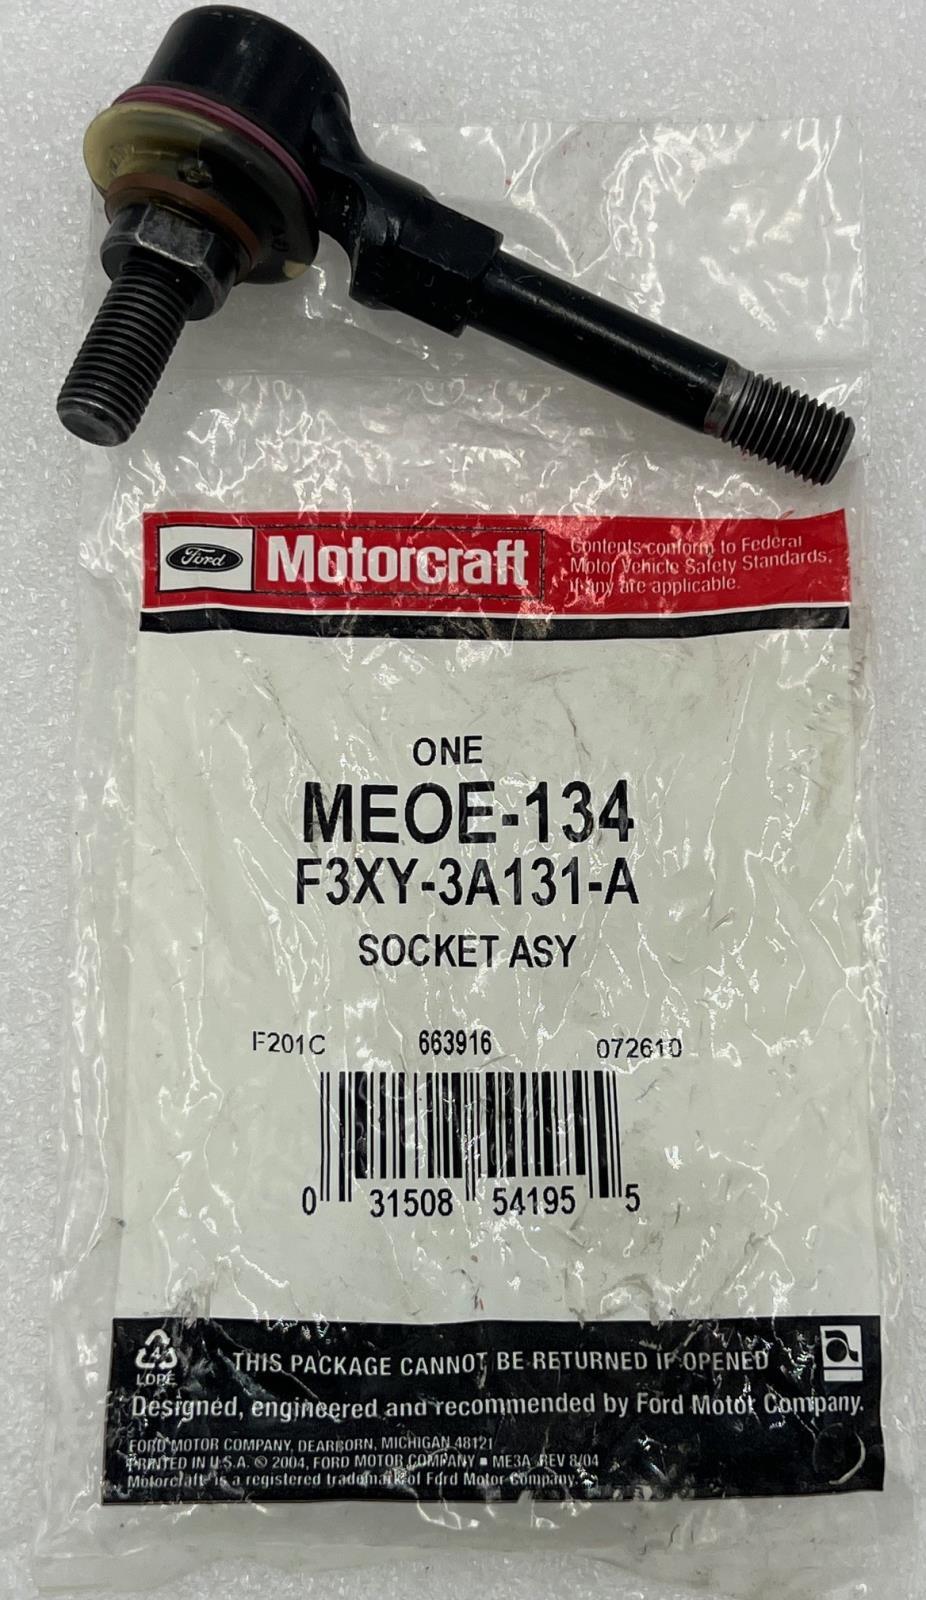 Ford
Motorcraft
Contents conform to Federal
Motor Vehicle Safety Standards,
if any are applicable.
ONE
MEOE-134
F3XY-3A131-A
SOCKET ASY
F201C 663916 072610
0 31508 54195 5
4
LDPE
THIS PACKAGE CANNOT BE RETURNED IF OPENED
Designed, engineered and recommended by Ford Motor Company.
FORD MOTOR COMPANY, DEARBORN, MICHIGAN 48121
PRINTED IN U.S.A. © 2004, FORD MOTOR COMPANY ▪ ME3A REV 8/04
Motorcraft is a registered trademark of Ford Motor Company.